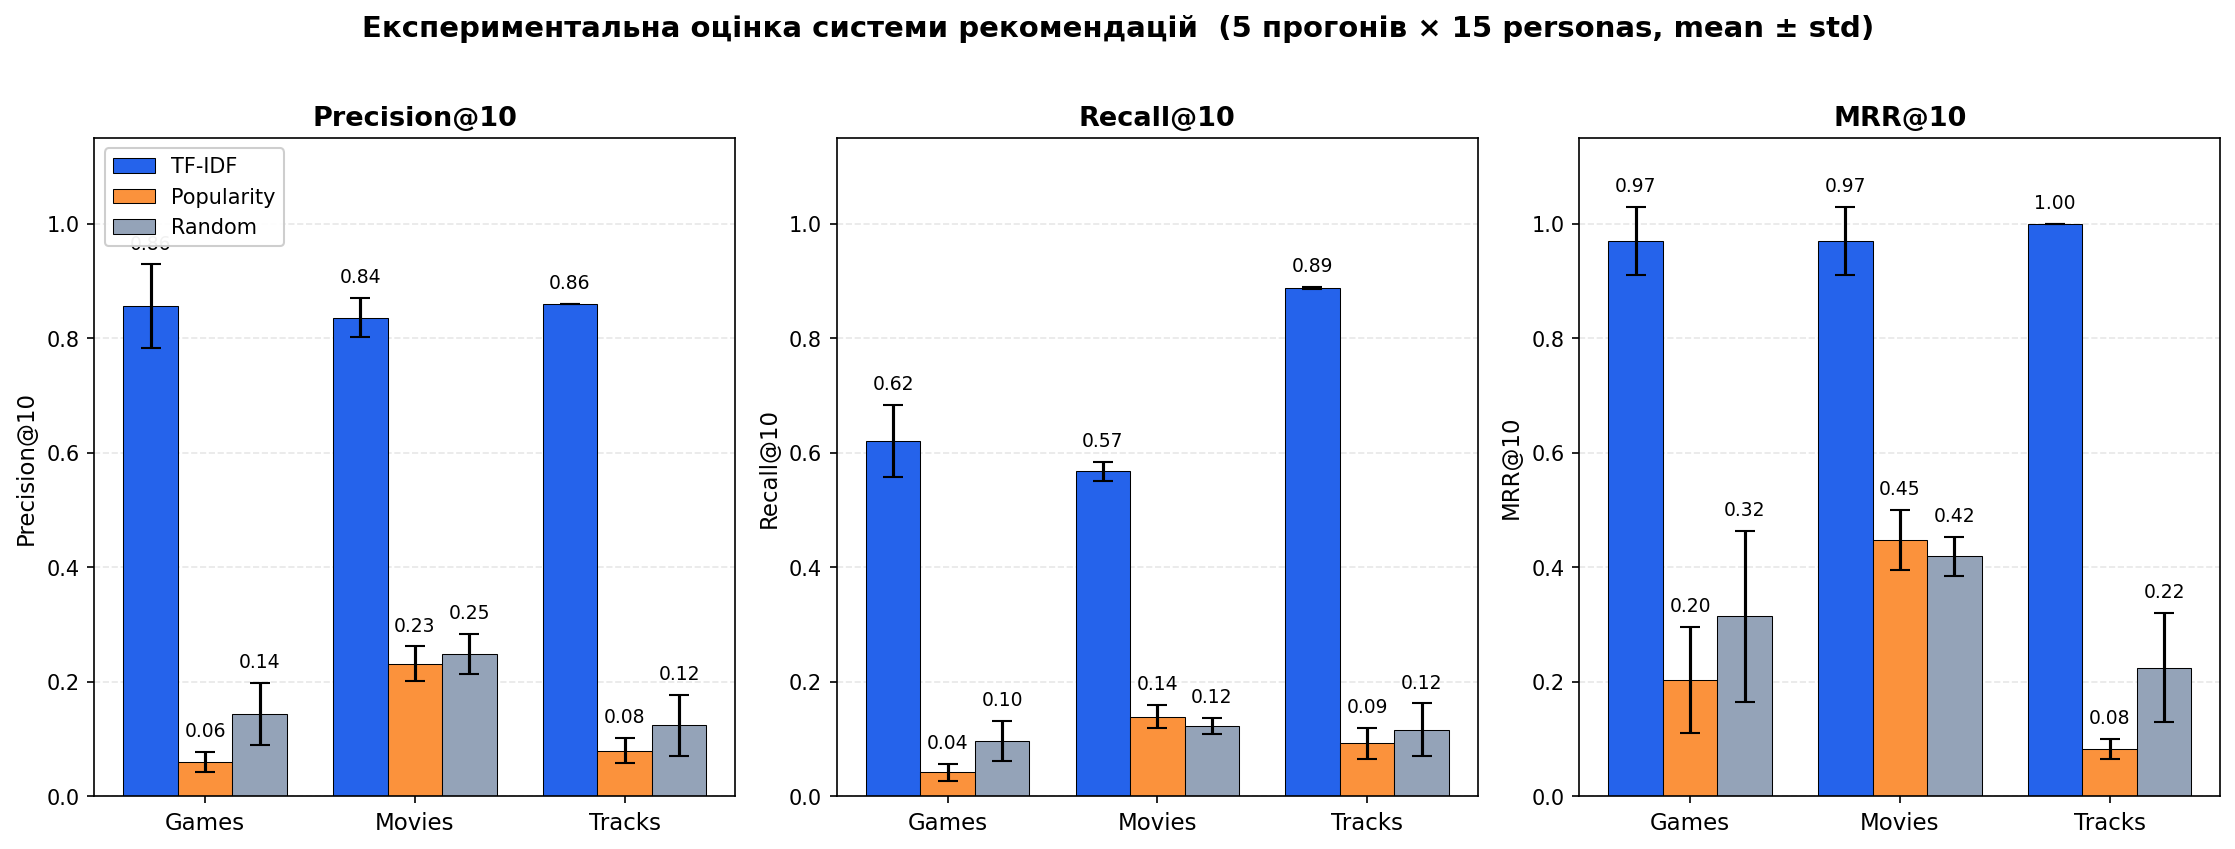 Експериментальна оцінка системи рекомендацій (5 прогонів × 15 personas, mean ± std)
Precision@10
TF-IDF
Popularity
Random
1.0
0.8
0.6
0.4
0.2
0.0
Precision@10
0.84
0.86
0.06
0.14
0.23
0.25
0.08
0.12
Games
Movies
Tracks
Recall@10
1.0
0.8
0.6
0.4
0.2
0.0
Recall@10
0.62
0.04
0.10
0.57
0.14
0.12
0.89
0.09
0.12
Games
Movies
Tracks
MRR@10
1.0
0.8
0.6
0.4
0.2
0.0
MRR@10
0.97
0.20
0.32
0.97
0.45
0.42
1.00
0.08
0.22
Games
Movies
Tracks